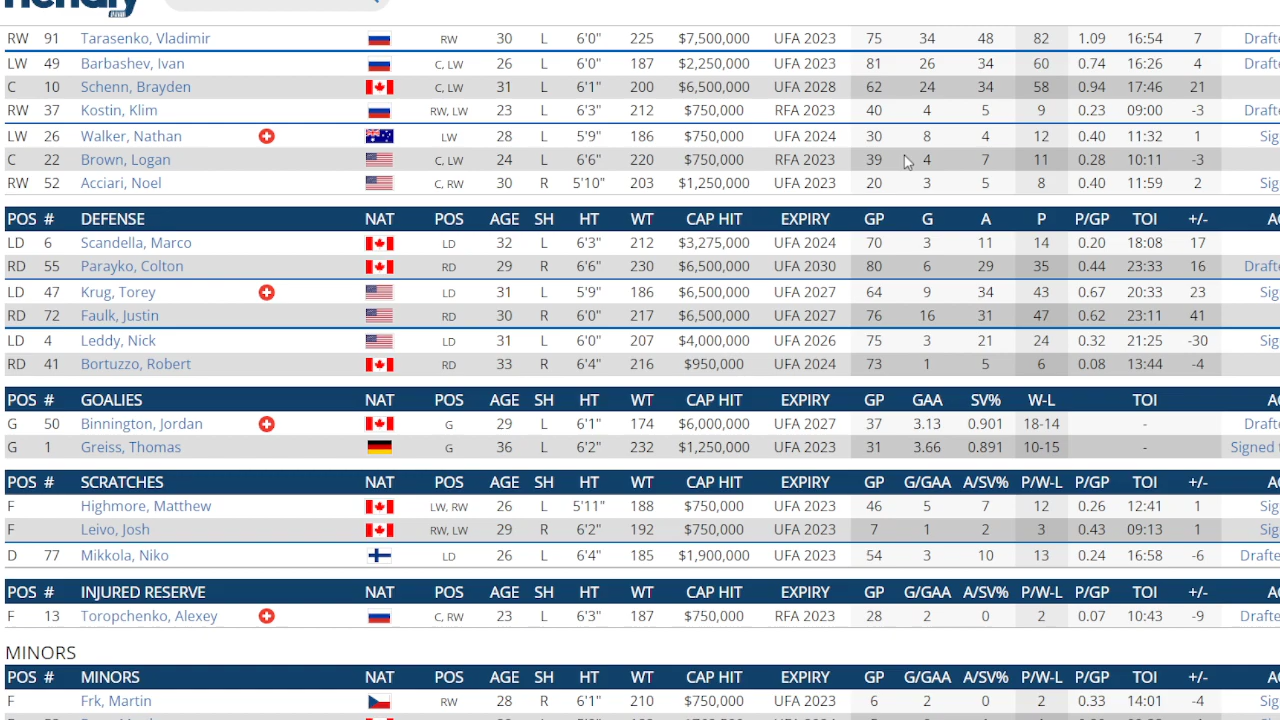 RW 91 Tarasenko, Vladimir RW 30 L 6'0" 225 $7,500,000 UFA 2023 75 34 48 82 1.09 16:54 7 Drafte
LW 49 Barbashev, Ivan C, LW 26 L 6'0" 187 $2,250,000 UFA 2023 81 26 34 60 0.74 16:26 4 Drafte
C 10 Schenn, Brayden C, LW 31 L 6'1" 200 $6,500,000 UFA 2028 62 24 34 58 0.94 17:46 21
RW 37 Kostin, Klim RW, LW 23 L 6'3" 212 $750,000 RFA 2023 40 4 5 9 0.23 09:00 -3 Drafte
LW 26 Walker, Nathan LW 28 L 5'9" 186 $750,000 UFA 2024 30 8 4 12 0.40 11:32 1 Sig
C 22 Brown, Logan C, LW 24 L 6'6" 220 $750,000 RFA 2023 39 4 7 11 0.28 10:11 -3
RW 52 Acciari, Noel C, RW 30 R 5'10" 203 $1,250,000 UFA 2023 20 3 5 8 0.40 11:59 2 Sig
POS # DEFENSE NAT POS AGE SH HT WT CAP HIT EXPIRY GP G A P P/GP TOI +/- AC
LD 6 Scandella, Marco LD 32 L 6'3" 212 $3,275,000 UFA 2024 70 3 11 14 0.20 18:08 17
RD 55 Parayko, Colton RD 29 R 6'6" 230 $6,500,000 UFA 2030 80 6 29 35 0.44 23:33 16 Drafte
LD 47 Krug, Torey LD 31 L 5'9" 186 $6,500,000 UFA 2027 64 9 34 43 0.67 20:33 23 Sig
RD 72 Faulk, Justin RD 30 R 6'0" 217 $6,500,000 UFA 2027 76 16 31 47 0.62 23:11 41
LD 4 Leddy, Nick LD 31 L 6'0" 207 $4,000,000 UFA 2026 75 3 21 24 0.32 21:25 -30 Sig
RD 41 Bortuzzo, Robert RD 33 R 6'4" 216 $950,000 UFA 2024 73 1 5 6 0.08 13:44 -4
POS # GOALIES NAT POS AGE SH HT WT CAP HIT EXPIRY GP GAA SV% W-L TOI AC
G 50 Binnington, Jordan G 29 L 6'1" 174 $6,000,000 UFA 2027 37 3.13 0.901 18-14 - Drafte
G 1 Greiss, Thomas G 36 L 6'2" 232 $1,250,000 UFA 2023 31 3.66 0.891 10-15 - Signed
POS # SCRATCHES NAT POS AGE SH HT WT CAP HIT EXPIRY GP G/GAA A/SV% P/W-L P/GP TOI +/- AC
F Highmore, Matthew LW, RW 26 L 5'11" 188 $750,000 UFA 2023 46 5 7 12 0.26 12:41 1 Sig
F Leivo, Josh RW, LW 29 R 6'2" 192 $750,000 UFA 2023 7 1 2 3 0.43 09:13 1 Sig
D 77 Mikkola, Niko LD 26 L 6'4" 184 $1,900,000 UFA 2023 54 3 10 13 0.24 16:58 -6 Drafte
POS # INJURED RESERVE NAT POS AGE SH HT WT CAP HIT EXPIRY GP G/GAA A/SV% P/W-L P/GP TOI +/- AC
F 13 Toropchenko, Alexey C, RW 23 L 6'3" 187 $750,000 RFA 2023 28 2 0 2 0.07 10:43 -9 Drafte
MINORS
POS # MINORS NAT POS AGE SH HT WT CAP HIT EXPIRY GP G/GAA A/SV% P/W-L P/GP TOI +/- AC
F Frk, Martin RW 28 R 6'1" 210 $750,000 UFA 2023 6 2 0 2 0.33 14:01 -4 Sig